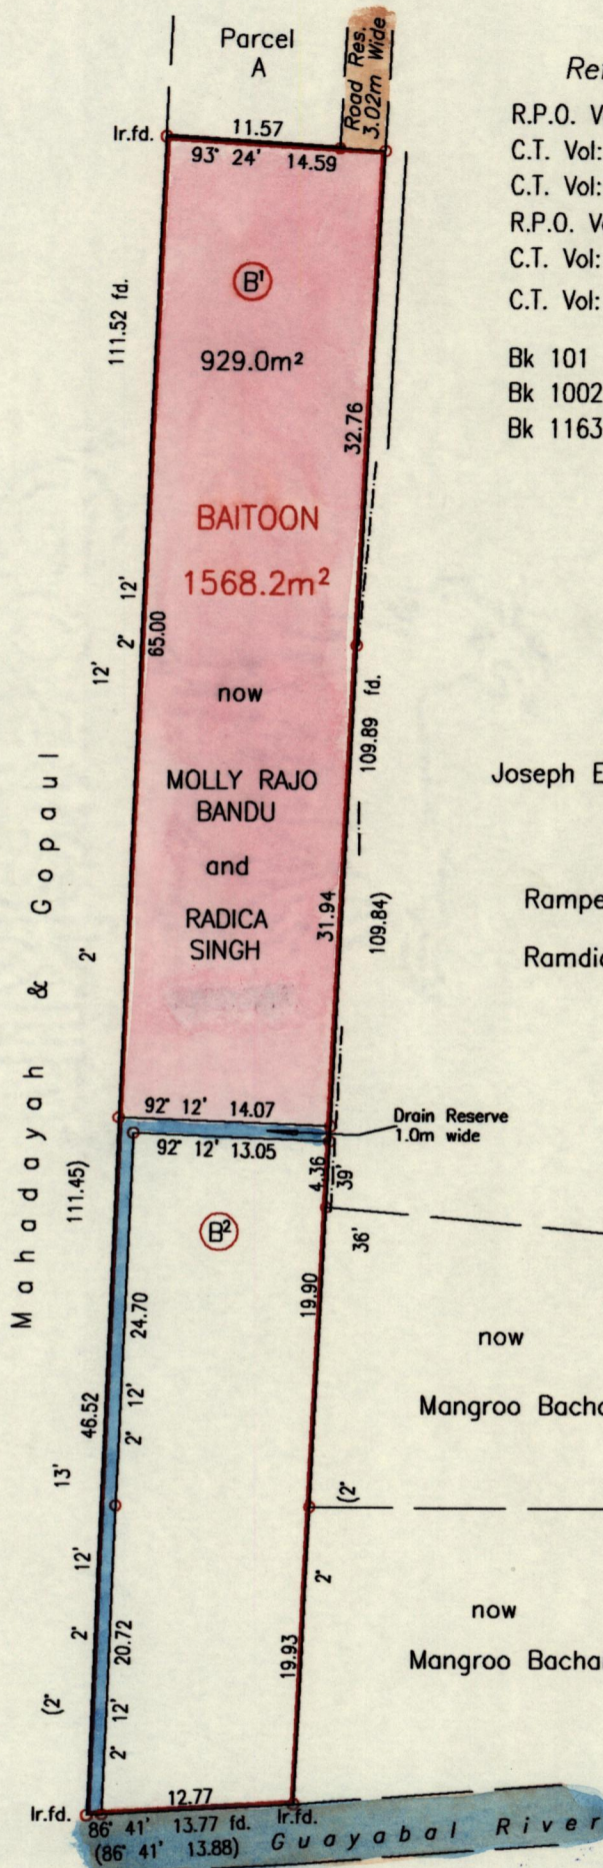 Parcel
A
Road Res.
3.02m Wide
Ir.fd.
11.57
93° 24' 14.59
R.P.O.
C.T. Vol:
C.T. Vol:
R.P.O.
C.T. Vol:
C.T. Vol:
Bk 101
Bk 1002
Bk 1163
B¹
929.0m²
111.52 fd.
32.76
BAITOON
1568.2m²
12'
2°
12'
65.00
now
109.89 fd.
MOLLY RAJO
BANDU
and
RADICA
SINGH
Joseph
31.94
109.84)
Mahadayah & Gopaul
2°
92° 12' 14.07
Drain Reserve
1.0m wide
92° 12' 13.05
4.36
39'
36'
111.45)
B²
24.70
19.90
now
Mangroo
46.52
12'
2°
13'
(2°
12'
2°
2°
20.72
19.93
now
Mangroo
(2°
12'
2°
12.77
Ir.fd.
Ir.fd.
86° 41' 13.77 fd.
(86° 41' 13.88)
Guayabal River